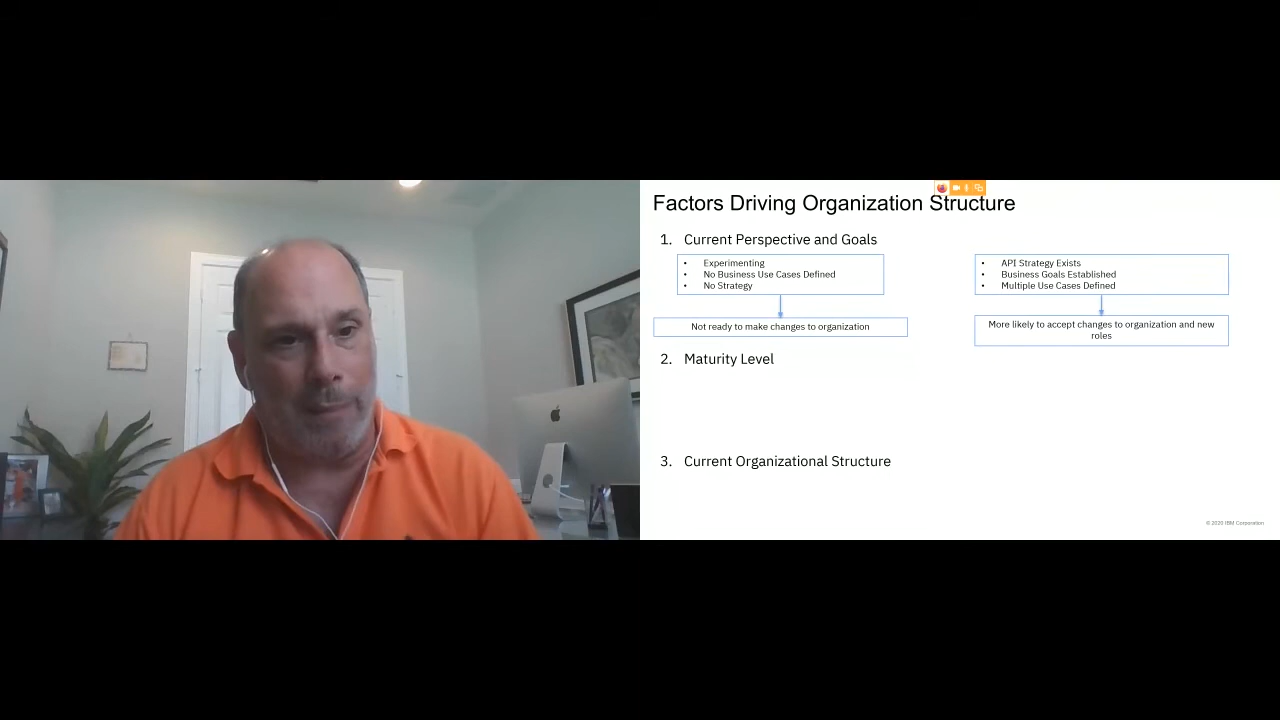 Factors Driving Organization Structure
1. Current Perspective and Goals
• Experimenting
• No Business Use Cases Defined
• No Strategy
Not ready to make changes to organization
• API Strategy Exists
• Business Goals Established
• Multiple Use Cases Defined
More likely to accept changes to organization and new
roles
2. Maturity Level
3. Current Organizational Structure
© 2020 IBM Corporation